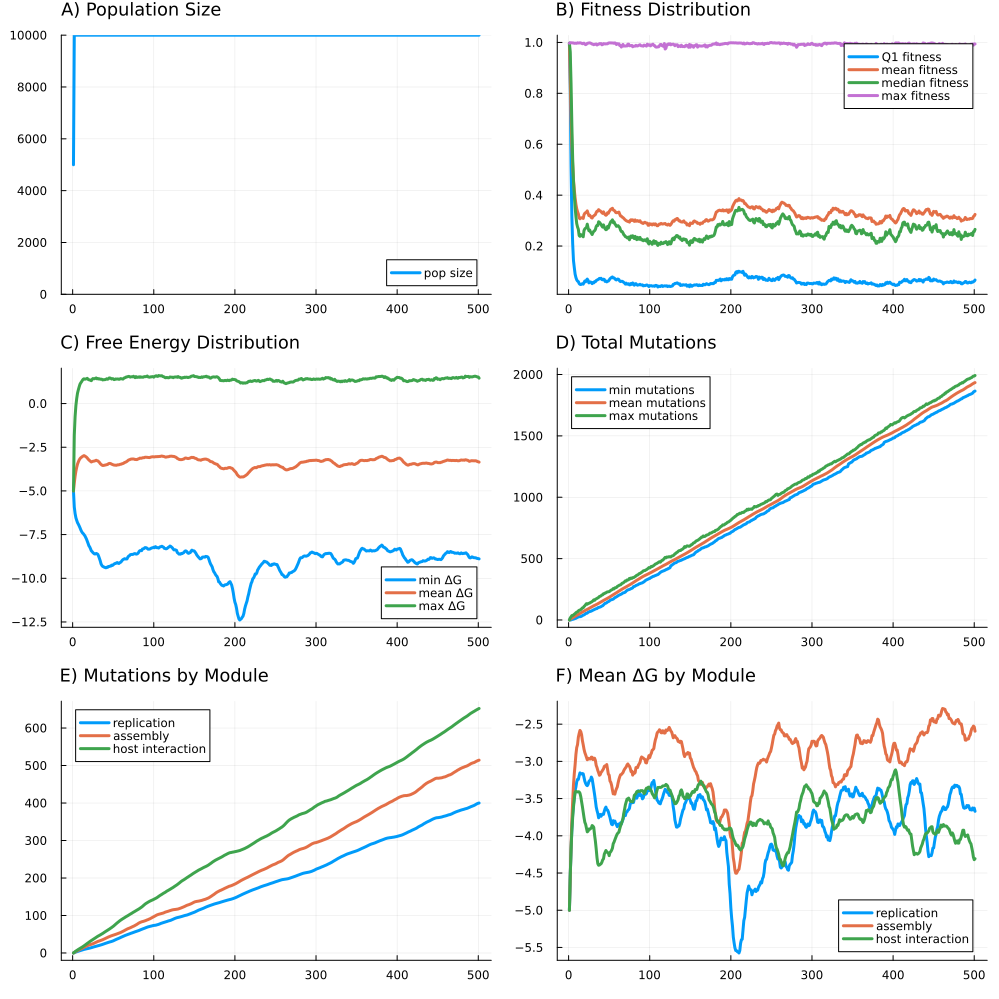 A) Population Size
10000
8000
6000
4000
2000
0
pop size
0 100 200 300 400 500
B) Fitness Distribution
1.0
0.8
0.6
0.4
0.2
Q1 fitness
mean fitness
median fitness
max fitness
0 100 200 300 400 500
C) Free Energy Distribution
0.0
−2.5
−5.0
−7.5
−10.0
−12.5
min ΔG
mean ΔG
max ΔG
0 100 200 300 400 500
D) Total Mutations
2000
1500
1000
500
0
min mutations
mean mutations
max mutations
0 100 200 300 400 500
E) Mutations by Module
600
500
400
300
200
100
0
replication
assembly
host interaction
0 100 200 300 400 500
F) Mean ΔG by Module
−2.5
−3.0
−3.5
−4.0
−4.5
−5.0
−5.5
replication
assembly
host interaction
0 100 200 300 400 500